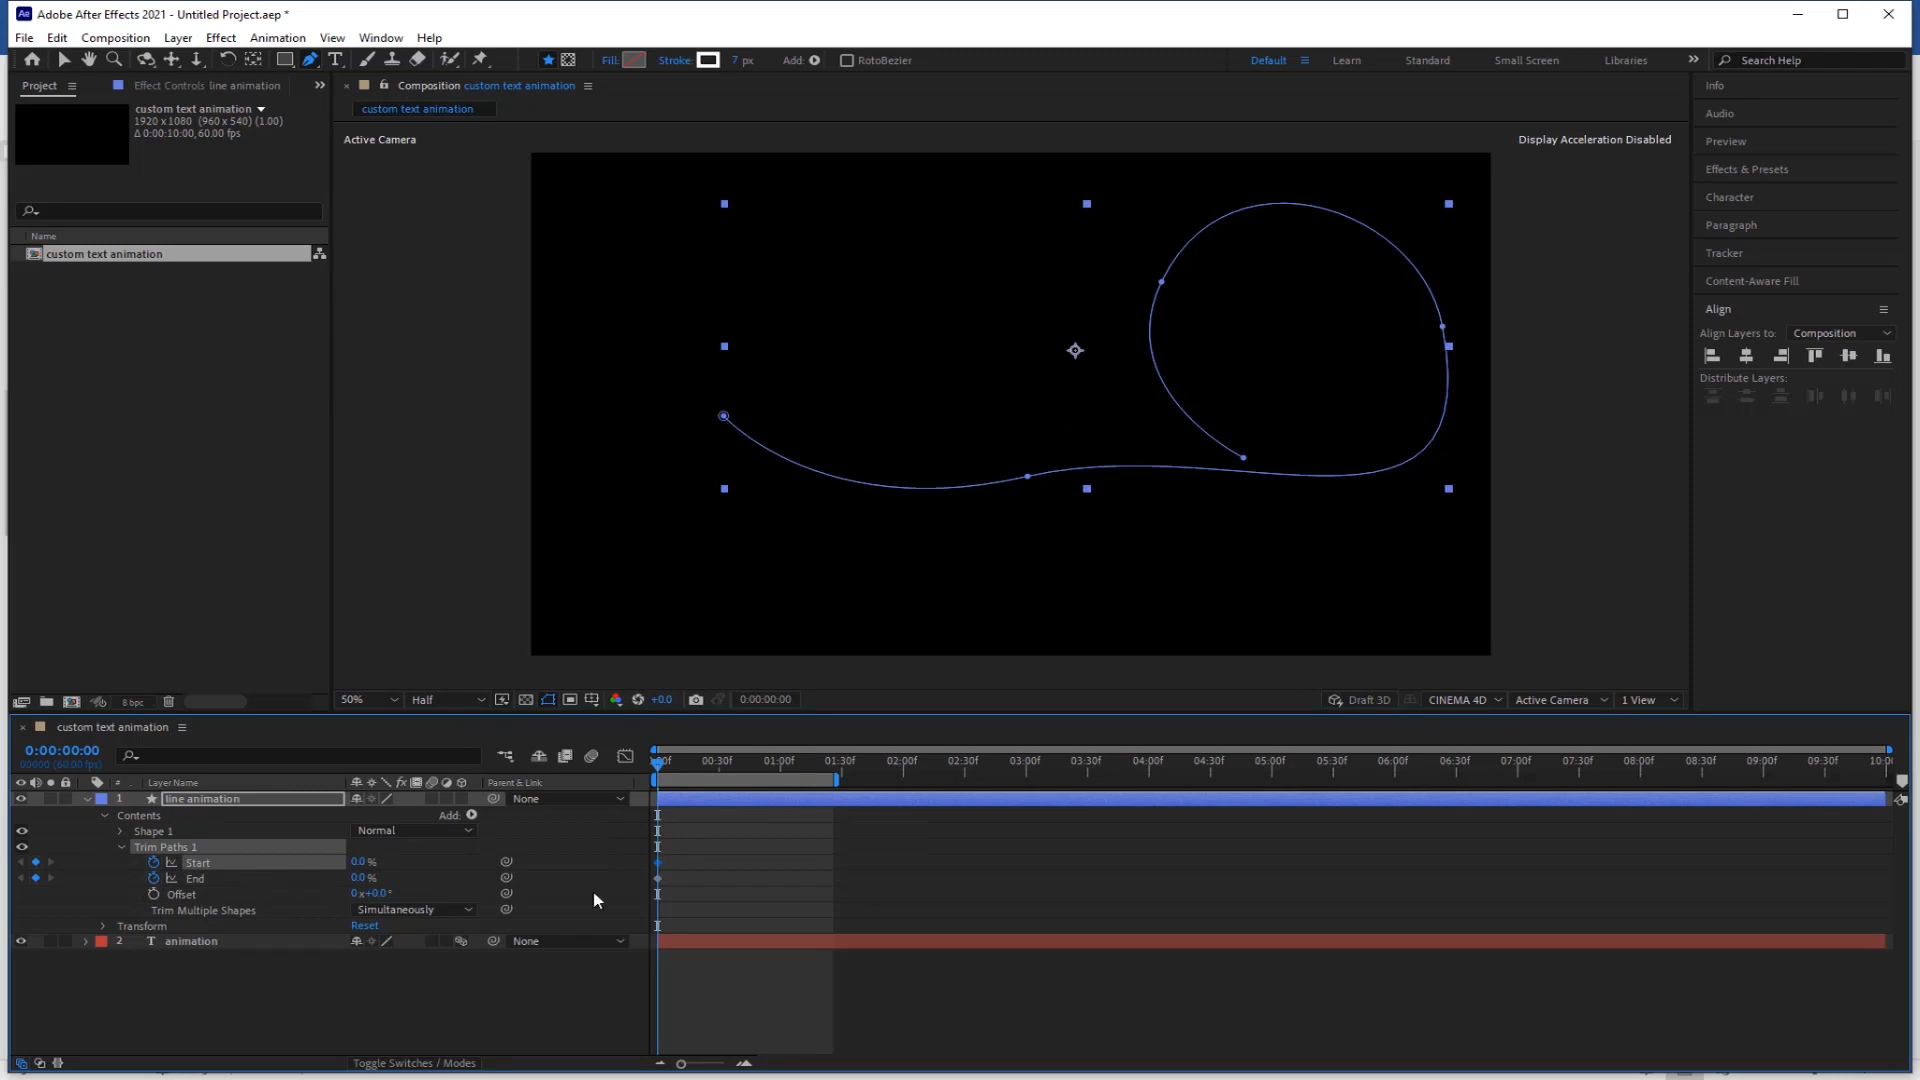 Ae Adobe After Effects 2021 - Untitled Project.aep *
File Edit Composition Layer Effect Animation View Window Help
Fill: Stroke: 7 px Add: RotoBezier Default Learn Standard Small Screen Libraries Search Help
Project Effect Controls line animation
custom text animation
1920 x 1080 (960 x 540) (1.00)
Δ 0:00:10:00, 60.00 fps
Name
custom text animation
8 bpc
Composition custom text animation
custom text animation
Active Camera
Display Acceleration Disabled
50% Half +0.0 0:00:00:00 Draft 3D CINEMA 4D Active Camera 1 View
Info
Audio
Preview
Effects & Presets
Character
Paragraph
Tracker
Content-Aware Fill
Align
Align Layers to: Composition
Distribute Layers:
custom text animation
0:00:00:00
00000 (60.00 fps)
00:30f 01:00f 01:30f 02:00f 02:30f 03:00f 03:30f 04:00f 04:30f 05:00f 05:30f 06:00f 06:30f 07:00f 07:30f 08:00f 08:30f 09:00f 09:30f
# Layer Name fx Parent & Link
1 line animation None
Contents Add:
Shape 1 Normal
Trim Paths 1
Start 0.0 %
End 0.0 %
Offset 0x+0.0°
Trim Multiple Shapes Simultaneously
Transform Reset
2 T animation None
Toggle Switches / Modes